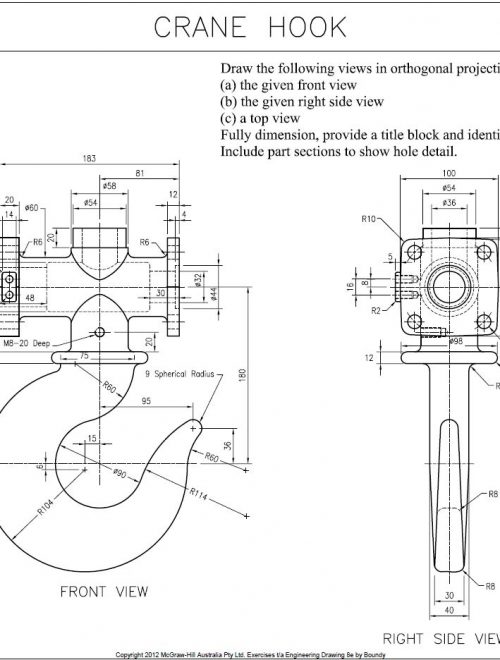 CRANE HOOK
Draw the following views in orthogonal projecti
(a) the given front view
(b) the given right side view
(c) a top view
Fully dimension, provide a title block and identi
Include part sections to show hole detail.
183
81
20
ø58
12
14
ø60
ø54
4
R6
20
R6
48
30
ø32
ø44
M8-20 Deep
20
75
9 Spherical Radius
R60
95
180
15
36
6
ø90
R60
R104
R114
FRONT VIEW
100
ø54
R10
ø36
5
16
8
R2
ø98
12
R8
R8
30
40
RIGHT SIDE VIEW
Copyright 2012 McGraw-Hill Australia Pty Ltd. Exercises t/a Engineering Drawing 8e by Boundy